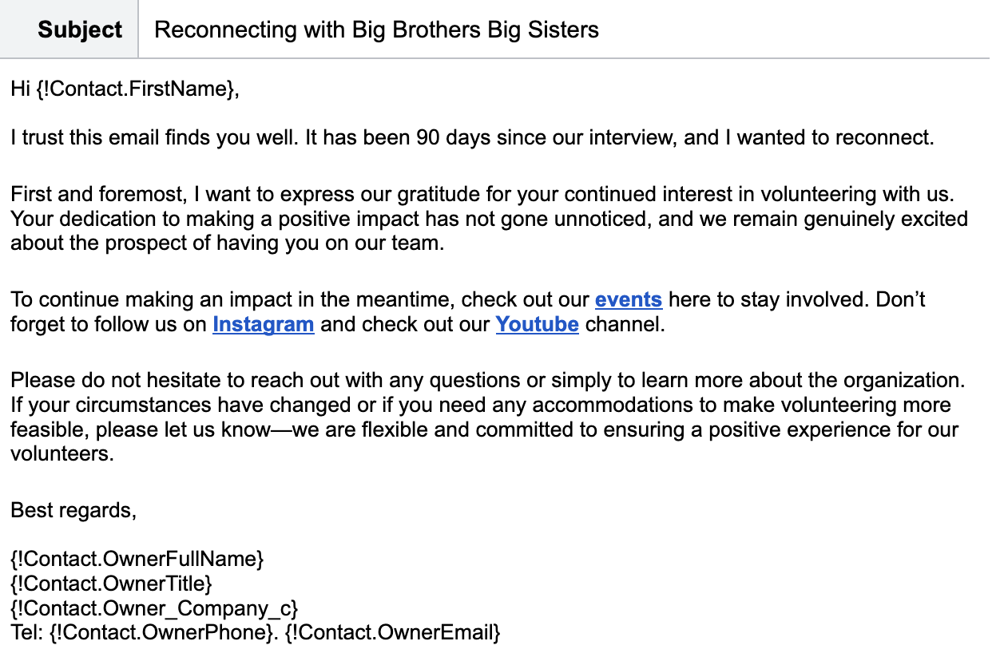 Subject Reconnecting with Big Brothers Big Sisters
Hi {!Contact.FirstName},
I trust this email finds you well. It has been 90 days since our interview, and I wanted to reconnect.
First and foremost, I want to express our gratitude for your continued interest in volunteering with us.
Your dedication to making a positive impact has not gone unnoticed, and we remain genuinely excited
about the prospect of having you on our team.
To continue making an impact in the meantime, check out our events here to stay involved. Don’t
forget to follow us on Instagram and check out our Youtube channel.
Please do not hesitate to reach out with any questions or simply to learn more about the organization.
If your circumstances have changed or if you need any accommodations to make volunteering more
feasible, please let us know—we are flexible and committed to ensuring a positive experience for our
volunteers.
Best regards,
{!Contact.OwnerFullName}
{!Contact.OwnerTitle}
{!Contact.Owner_Company_c}
Tel: {!Contact.OwnerPhone}. {!Contact.OwnerEmail}